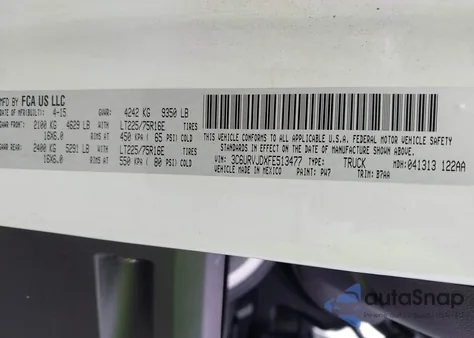 MFD BY FCA US LLC
DATE OF MFR(BUILT): 4-15 GVWR: 4242 KG 9350 LB
GAWR FRONT: 2100 KG 4629 LB WITH LT225/75R16E TIRES
16X6.0 RIMS AT 450 KPA( 65 PSI) COLD
GAWR REAR: 2400 KG 5291 LB WITH LT225/75R16E TIRES
16X6.0 RIMS AT 550 KPA( 80 PSI) COLD
THIS VEHICLE CONFORMS TO ALL APPLICABLE U.S.A. FEDERAL MOTOR VEHICLE SAFETY
STANDARDS IN EFFECT ON THE DATE OF MANUFACTURE SHOWN ABOVE
VIN: 3C6URVJDXFE513477 TYPE: TRUCK MDH:041313 122AA
VEHICLE MADE IN MEXICO PAINT: PW7 TRIM: B7AA
autoSnap